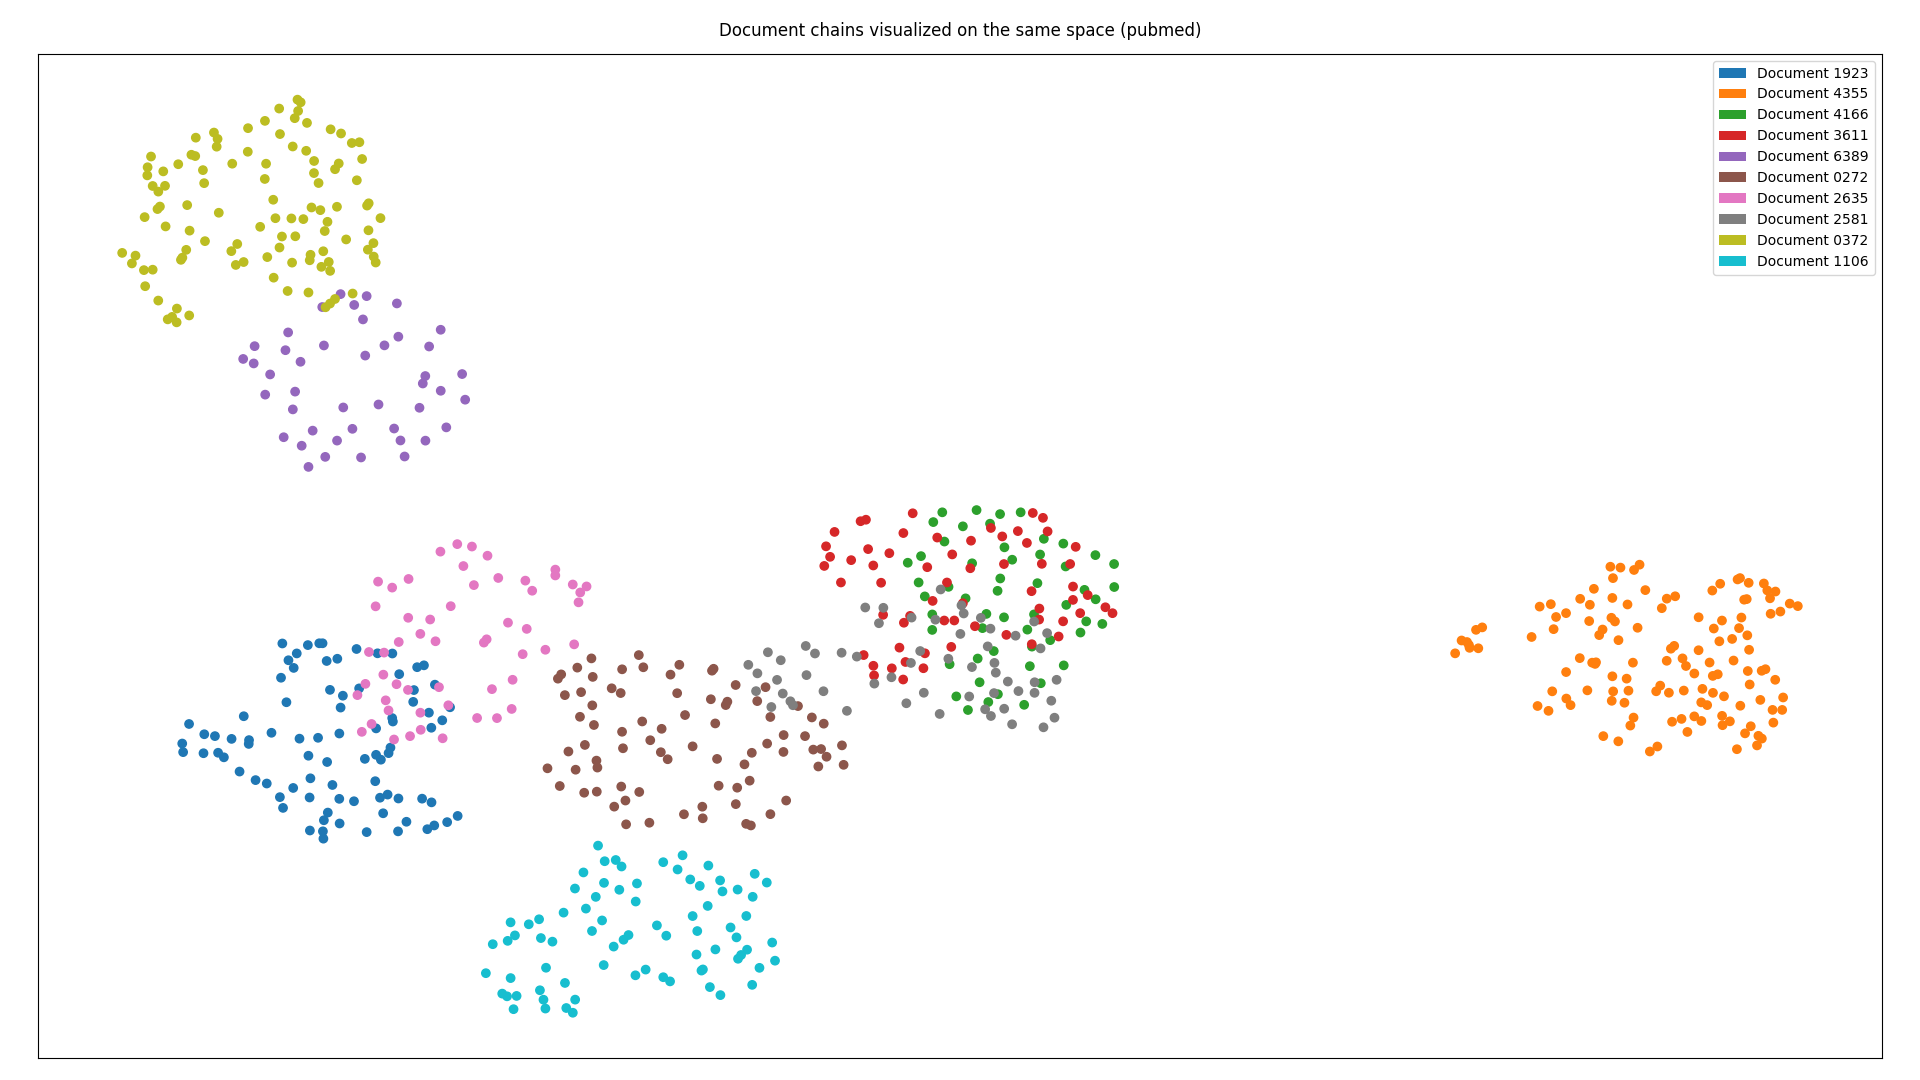 Document chains visualized on the same space (pubmed)
Document 1923
Document 4355
Document 4166
Document 3611
Document 6389
Document 0272
Document 2635
Document 2581
Document 0372
Document 1106